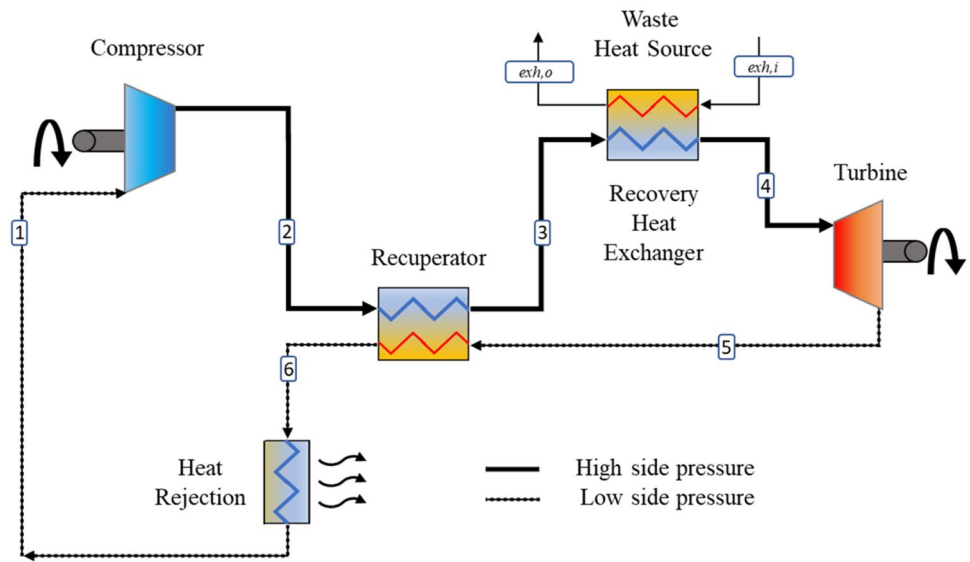 Waste
Heat Source
Compressor
exh,o
exh,i
Turbine
4
Recovery
Heat
Exchanger
1
2
3
Recuperator
5
6
Heat
Rejection
High side pressure
Low side pressure